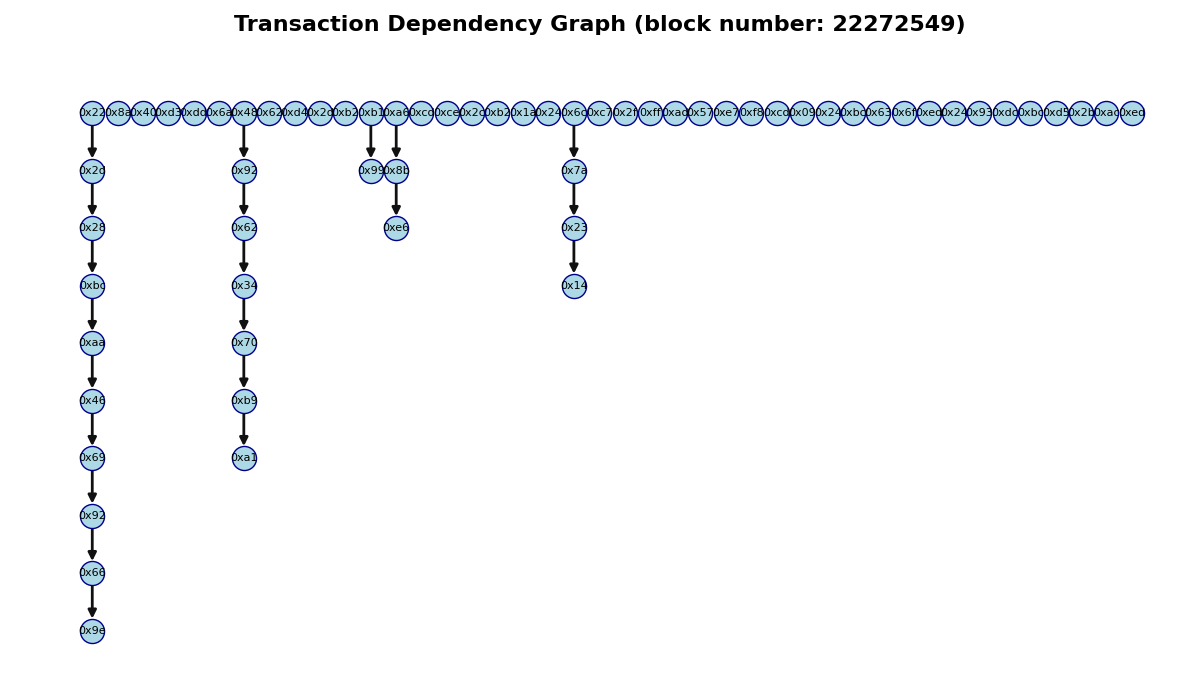 Transaction Dependency Graph (block number: 22272549)
0x22 0x8a 0x40 0xd3 0xdd 0x6a 0x48 0x62 0xd4 0x2d 0xb2 0xb1 0xa6 0xcd 0xce 0x2c 0xb2 0x1a 0x24 0x6c 0xc7 0x2f 0xff 0xad 0x57 0xe7 0xf8 0xcd 0x09 0x24 0xbc 0x63 0x6f 0xed 0x24 0x93 0xdc 0xbc 0xd5 0x2b 0xac 0xed
0x2d 0x92 0x99 0x8b 0x7a
0x28 0x62 0xe6 0x23
0xbc 0x34 0x14
0xaa 0x70
0x46 0xb9
0x69 0xa1
0x92
0x66
0x9e